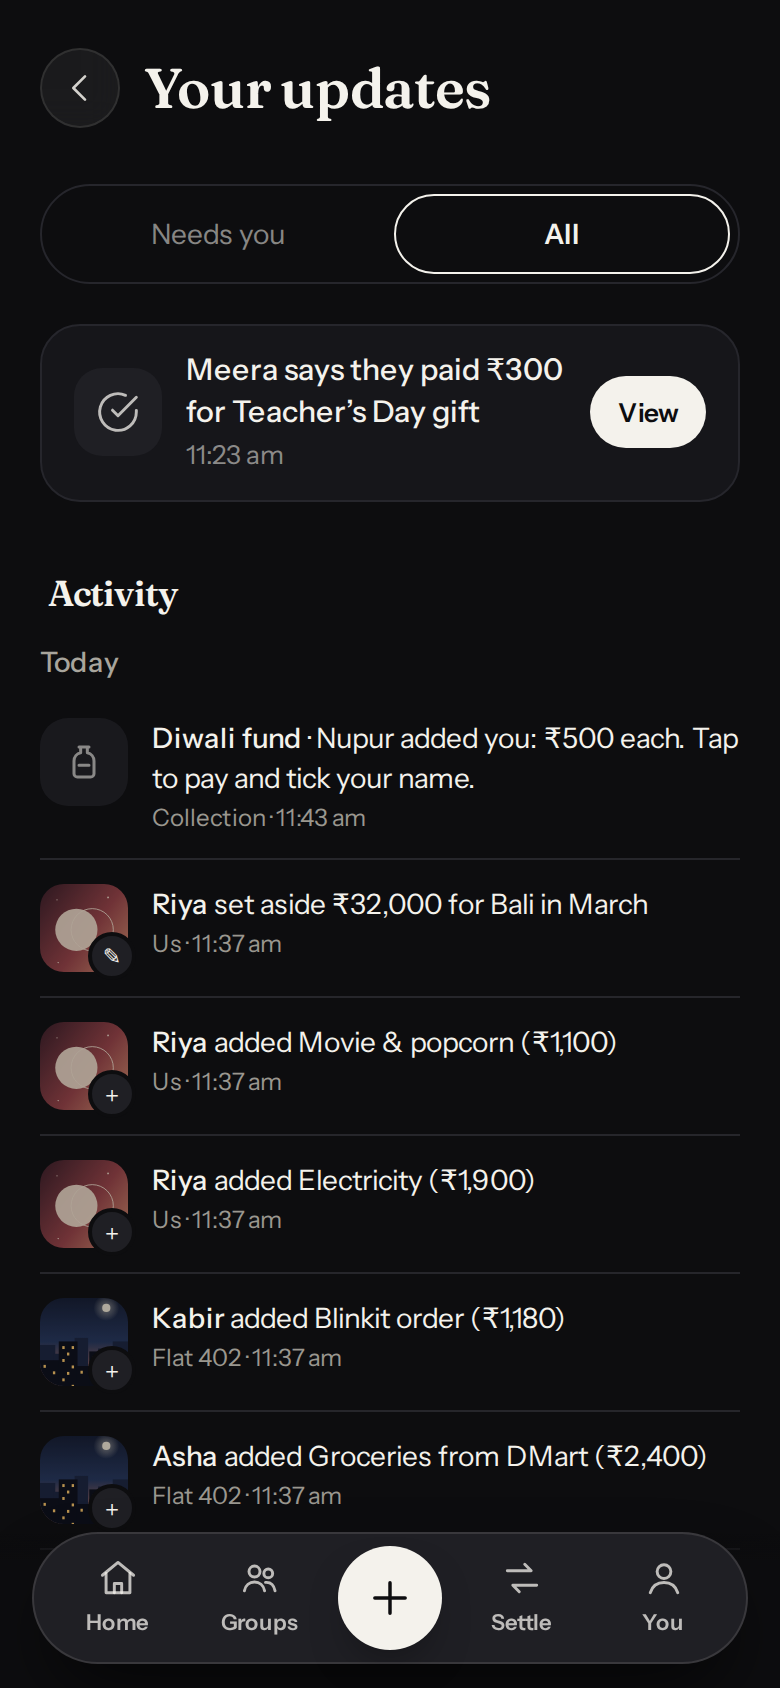 Your updates
Needs you
All
Meera says they paid ₹300
for Teacher’s Day gift
11:23 am
View
Activity
Today
Diwali fund · Nupur added you: ₹500 each. Tap
to pay and tick your name.
Collection · 11:43 am
Riya set aside ₹32,000 for Bali in March
Us · 11:37 am
Riya added Movie & popcorn (₹1,100)
Us · 11:37 am
Riya added Electricity (₹1,900)
Us · 11:37 am
Kabir added Blinkit order (₹1,180)
Flat 402 · 11:37 am
Asha added Groceries from DMart (₹2,400)
Flat 402 · 11:37 am
Home
Groups
Settle
You